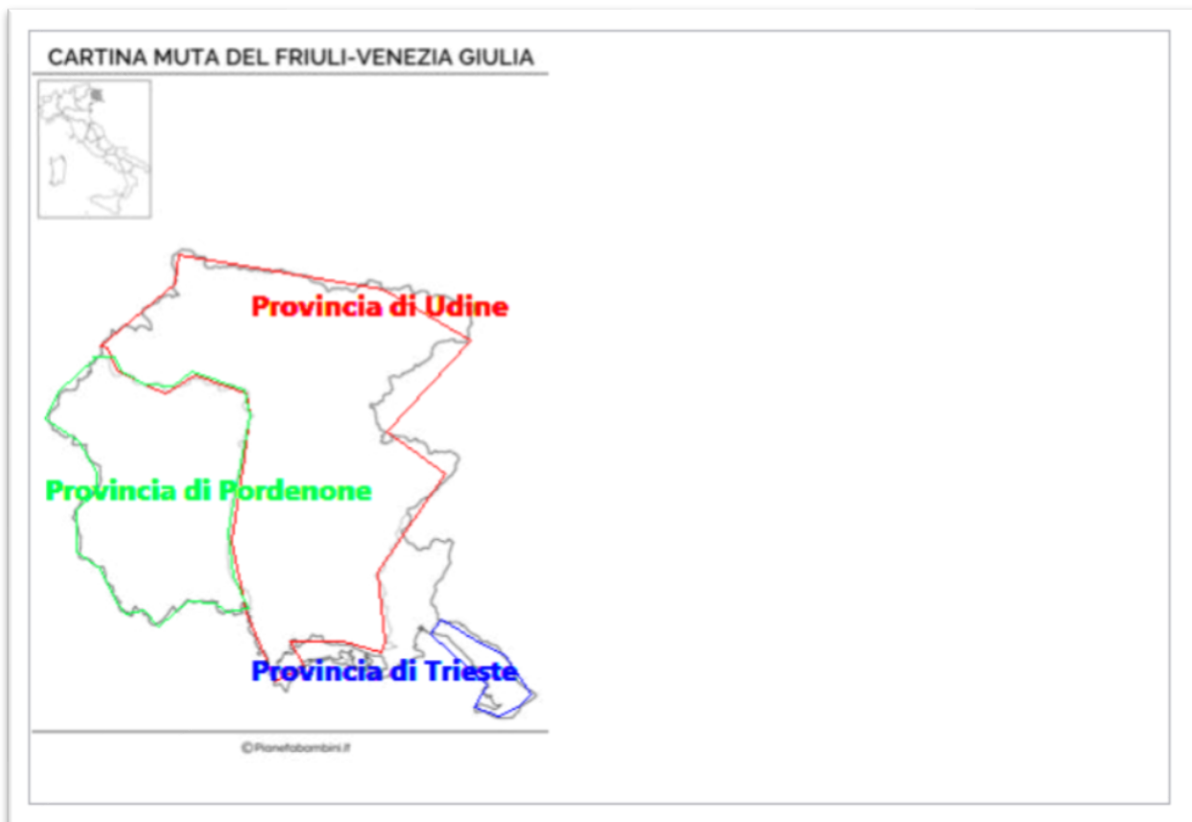 CARTINA MUTA DEL FRIULI-VENEZIA GIULIA
Provincia di Udine
Provincia di Pordenone
Provincia di Trieste
©Pianetabambini.it